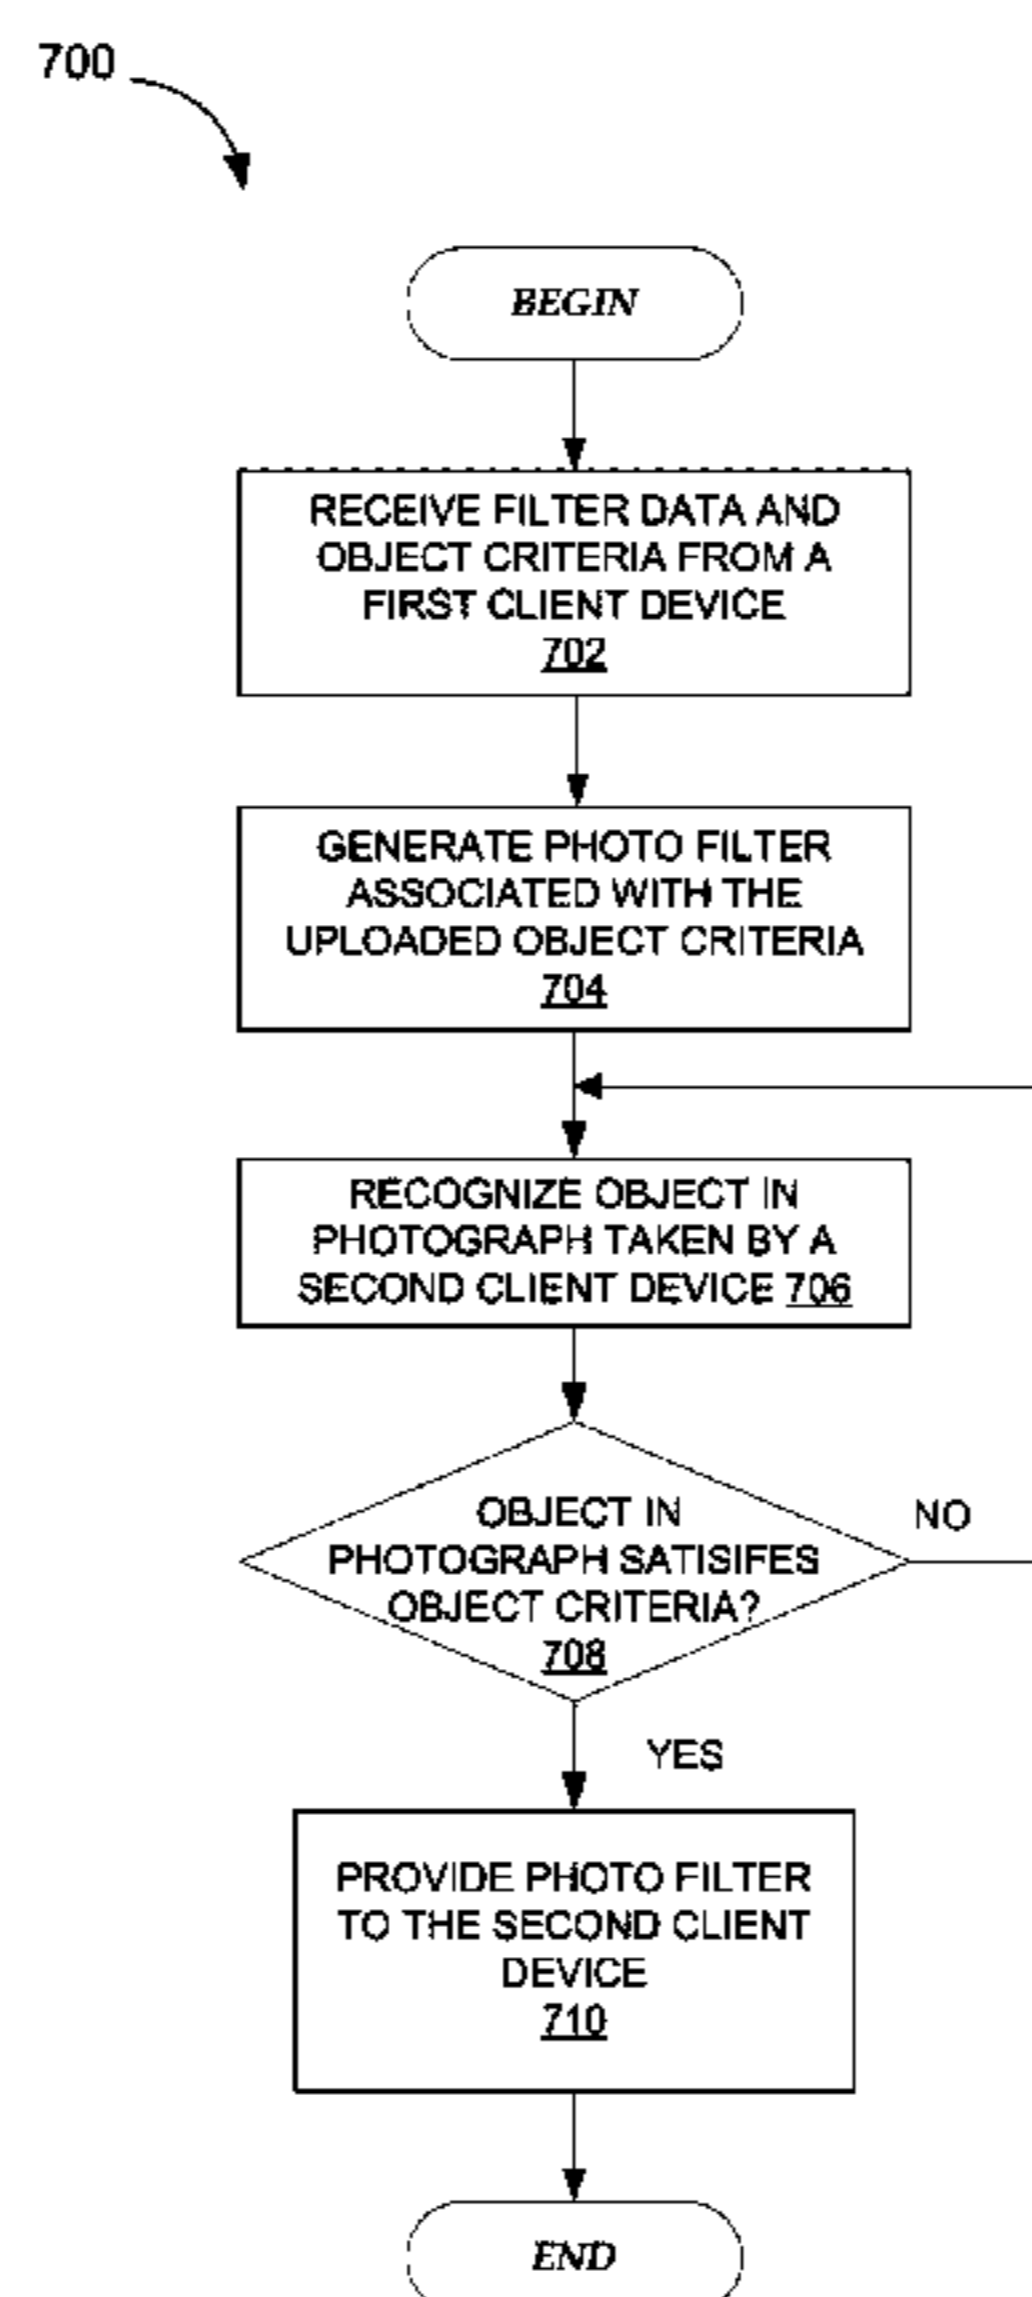 700
BEGIN
RECEIVE FILTER DATA AND
OBJECT CRITERIA FROM A
FIRST CLIENT DEVICE
702
GENERATE PHOTO FILTER
ASSOCIATED WITH THE
UPLOADED OBJECT CRITERIA
704
RECOGNIZE OBJECT IN
PHOTOGRAPH TAKEN BY A
SECOND CLIENT DEVICE 706
OBJECT IN
PHOTOGRAPH SATISIFES
OBJECT CRITERIA?
708
NO
YES
PROVIDE PHOTO FILTER
TO THE SECOND CLIENT
DEVICE
710
END